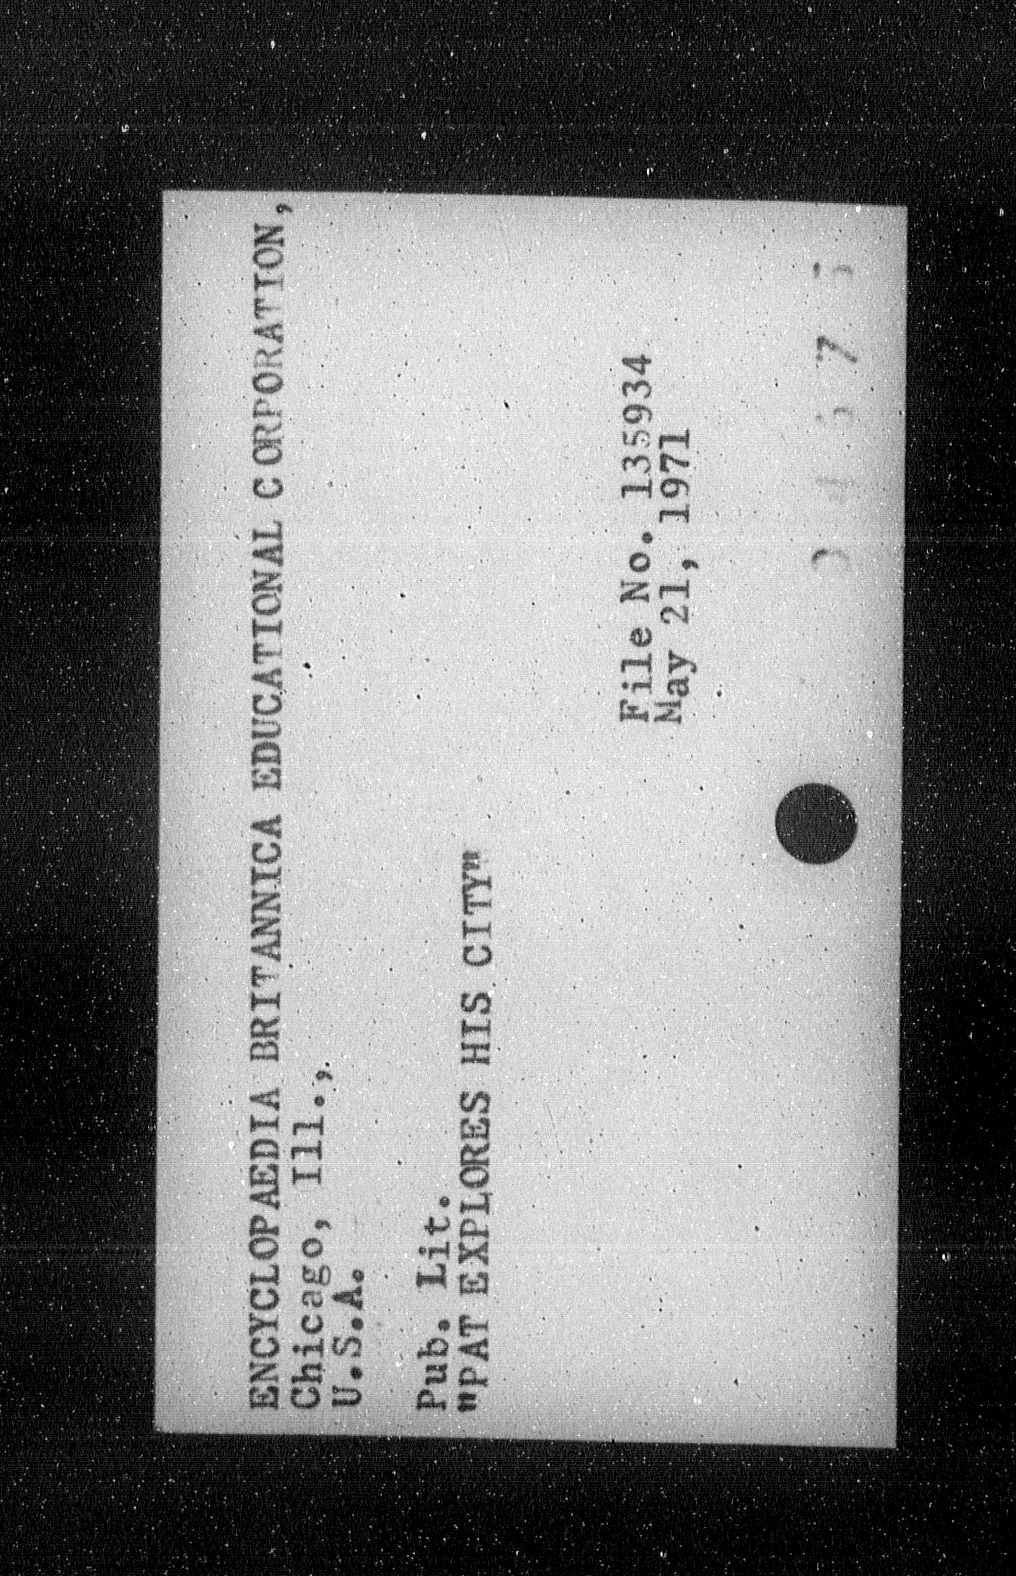 ENCYCLOPAEDIA BRITANNICA EDUCATIONAL CORPORATION,
Chicago, Ill.,
U.S.A.
Pub. Lit.
"PAT EXPLORES HIS CITY"
File No. 135934
May 21, 1971